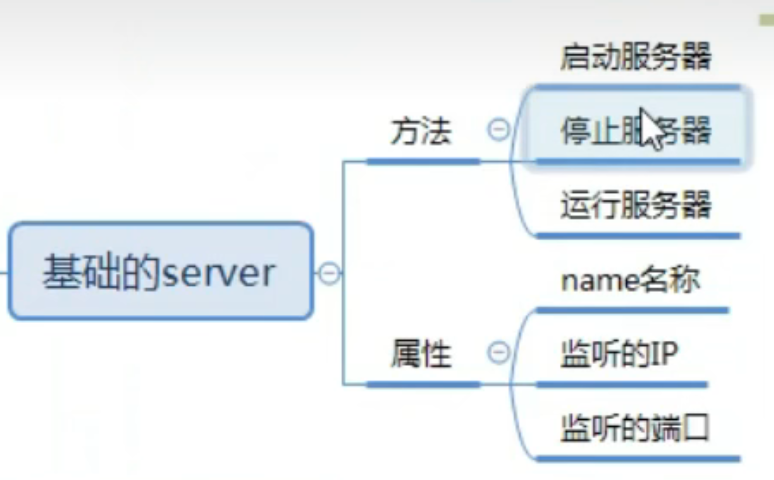 基础的server
方法
启动服务器
停止服务器
运行服务器
属性
name名称
监听的IP
监听的端口